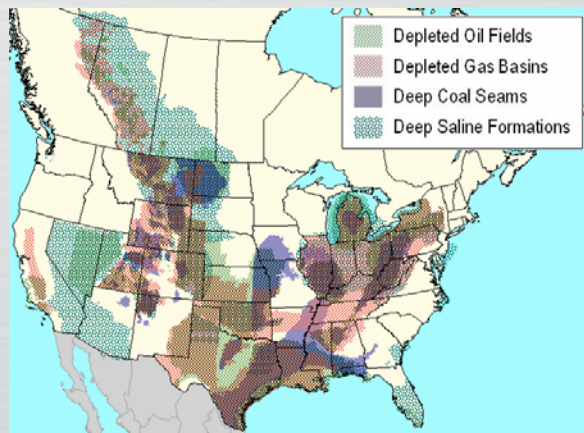 Depleted Oil Fields
Depleted Gas Basins
Deep Coal Seams
Deep Saline Formations